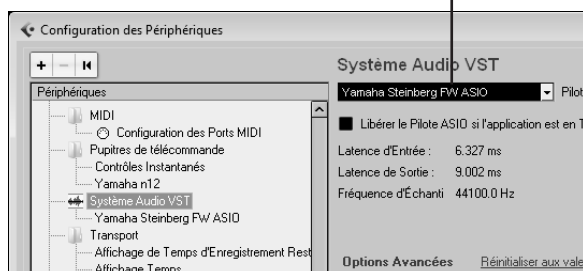 Configuration des Périphériques
+ -
Périphériques
MIDI
Configuration des Ports MIDI
Pupitres de télécommande
Contrôles Instantanés
Yamaha n12
Système Audio VST
Yamaha Steinberg FW ASIO
Transport
Affichage de Temps d'Enregistrement Rest
Affichage Temps
Système Audio VST
Yamaha Steinberg FW ASIO
Pilot
Libérer le Pilote ASIO si l'application est en T
Latence d'Entrée : 6.327 ms
Latence de Sortie : 9.002 ms
Fréquence d'Échanti 44100.0 Hz
Options Avancées Réinitialiser aux vale